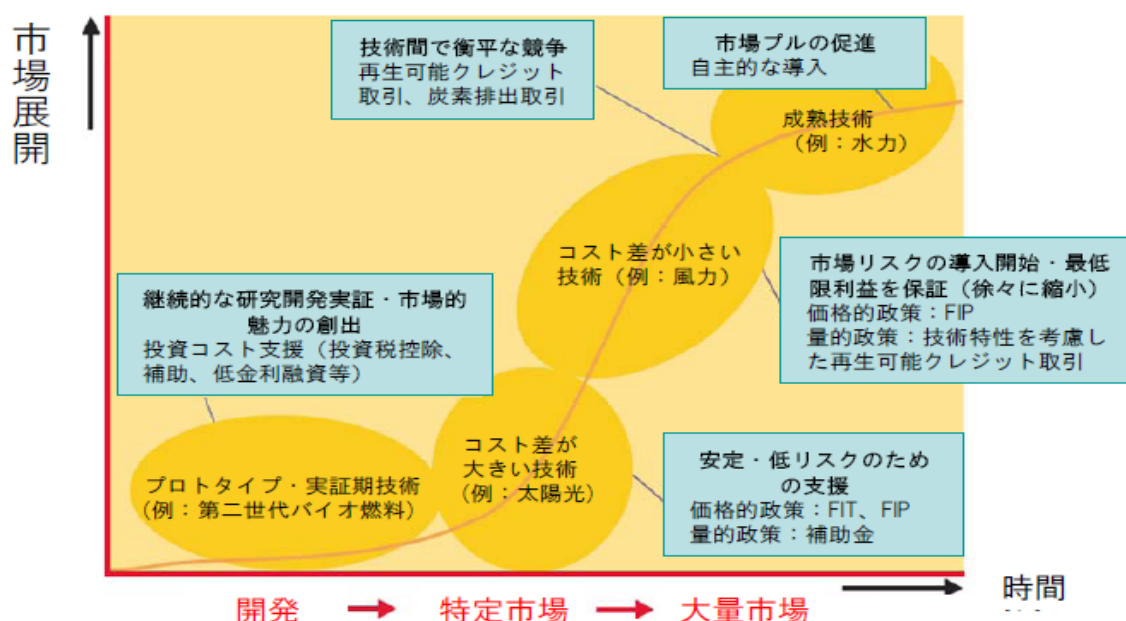 市場展開
技術間で衡平な競争
再生可能クレジット
取引、炭素排出取引
市場プルの促進
自主的な導入
成熟技術
（例：水力）
コスト差が小さい
技術（例：風力）
市場リスクの導入開始・最低
限利益を保証（徐々に縮小）
価格的政策：FIP
量的政策：技術特性を考慮し
た再生可能クレジット取引
継続的な研究開発実証・市場的
魅力の創出
投資コスト支援（投資税控除、
補助、低金利融資等）
プロトタイプ・実証期技術
(例：第二世代バイオ燃料）
コスト差が
大きい技術
(例：太陽光）
安定・低リスクのため
の支援
価格的政策：FIT、FIP
量的政策：補助金
開発
特定市場
大量市場
時間